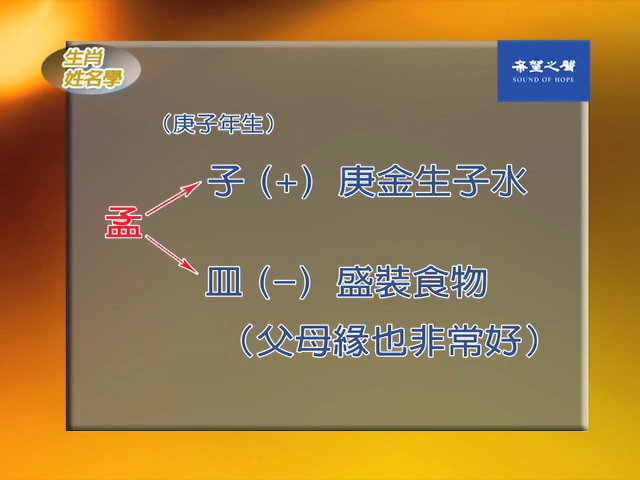 生肖
姓名學
希望之聲
SOUND OF HOPE
（庚子年生）
子（+）庚金生子水
孟
皿（−）盛裝食物
（父母緣也非常好）